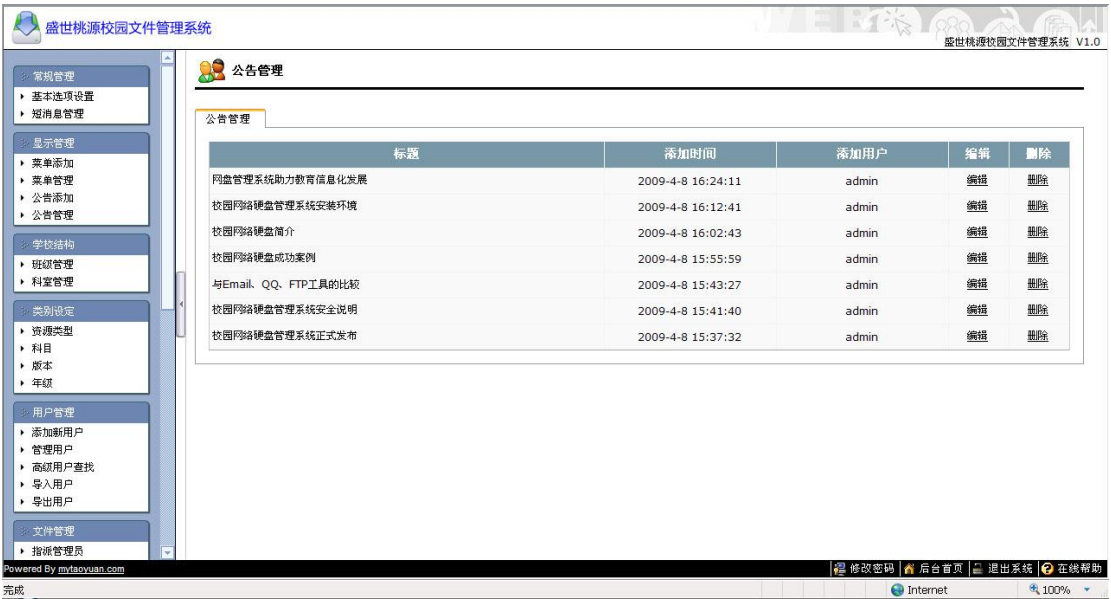 盛世桃源校园文件管理系统
盛世桃源校园文件管理系统 V1.0
常规管理
基本选项设置
短消息管理
显示管理
菜单添加
菜单管理
公告添加
公告管理
学校结构
班级管理
科室管理
类别设定
资源类型
科目
版本
年级
用户管理
添加新用户
管理用户
高级用户查找
导入用户
导出用户
文件管理
指派管理员
公告管理
公告管理
标题 添加时间 添加用户 编辑 删除
网盘管理系统助力教育信息化发展 2009-4-8 16:24:11 admin 编辑 删除
校园网络硬盘管理系统安装环境 2009-4-8 16:12:41 admin 编辑 删除
校园网络硬盘简介 2009-4-8 16:02:43 admin 编辑 删除
校园网络硬盘成功案例 2009-4-8 15:55:59 admin 编辑 删除
与Email、QQ、FTP工具的比较 2009-4-8 15:43:27 admin 编辑 删除
校园网络硬盘管理系统安全说明 2009-4-8 15:41:40 admin 编辑 删除
校园网络硬盘管理系统正式发布 2009-4-8 15:37:32 admin 编辑 删除
Powered By mytaoyuan.com
修改密码 后台首页 退出系统 在线帮助
完成 Internet 100%